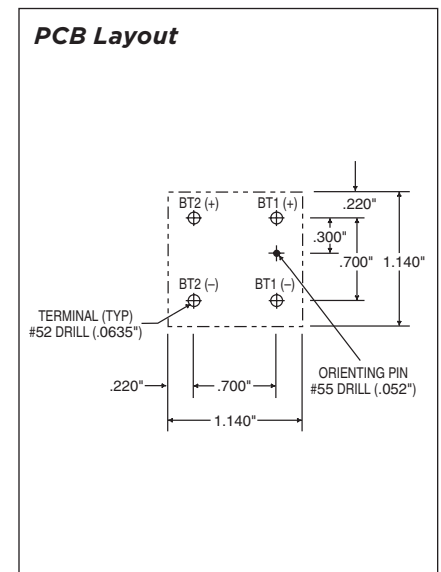 PCB Layout
BT2 (+)
BT1 (+)
.220"
.300"
.700"
1.140"
BT2 (–)
BT1 (–)
TERMINAL (TYP)
#52 DRILL (.0635")
ORIENTING PIN
#55 DRILL (.052")
.220"
.700"
1.140"